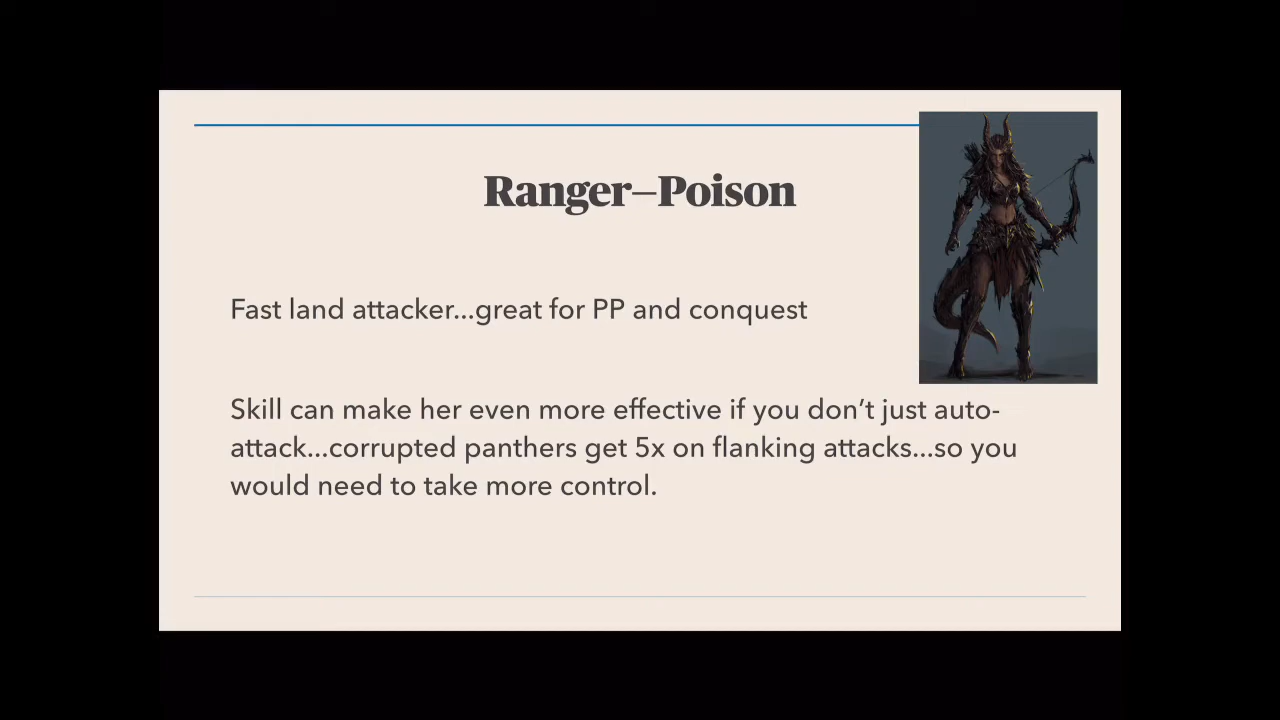 Ranger—Poison
Fast land attacker...great for PP and conquest
Skill can make her even more effective if you don’t just auto-
attack...corrupted panthers get 5x on flanking attacks...so you
would need to take more control.